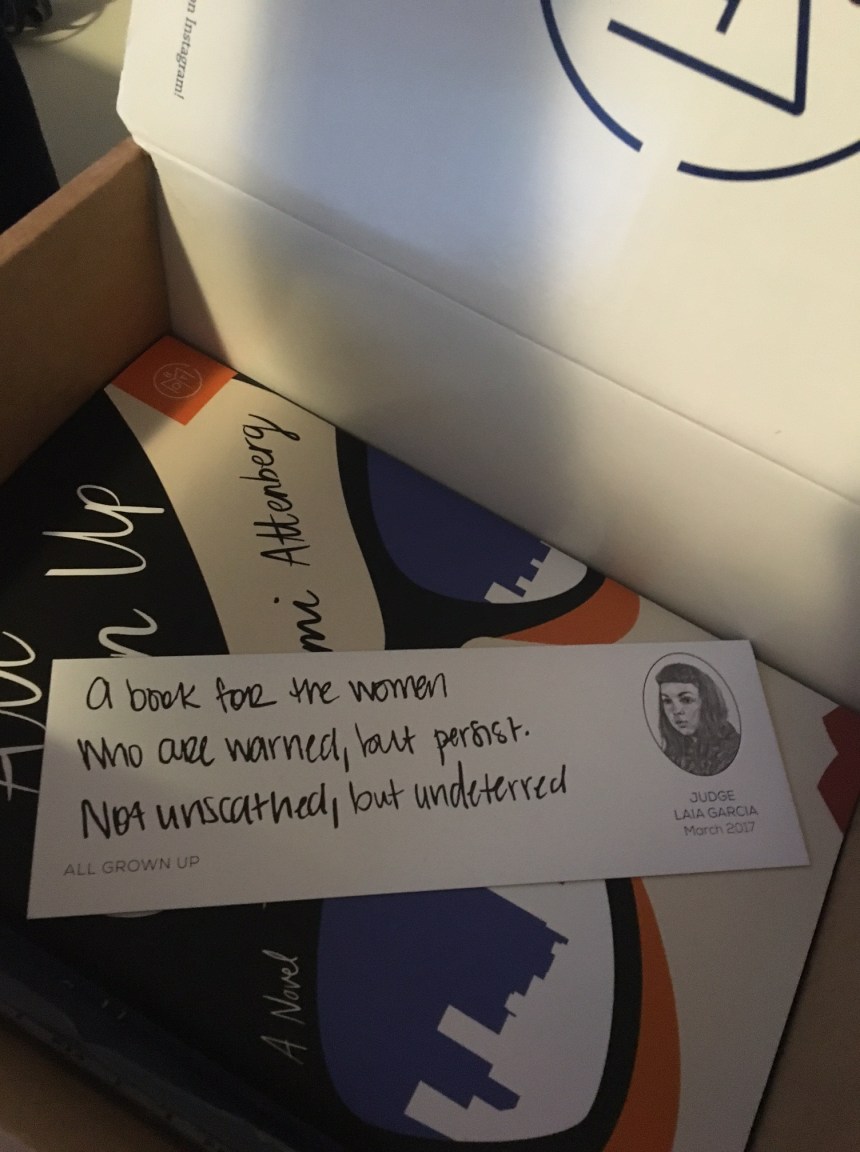 on Instagram!
Up
n
mi Attenberg
A Novel
a book for the women
who are warned, but persist.
Not unscathed, but undeterred
ALL GROWN UP
JUDGE
LAIA GARCIA
March 2017